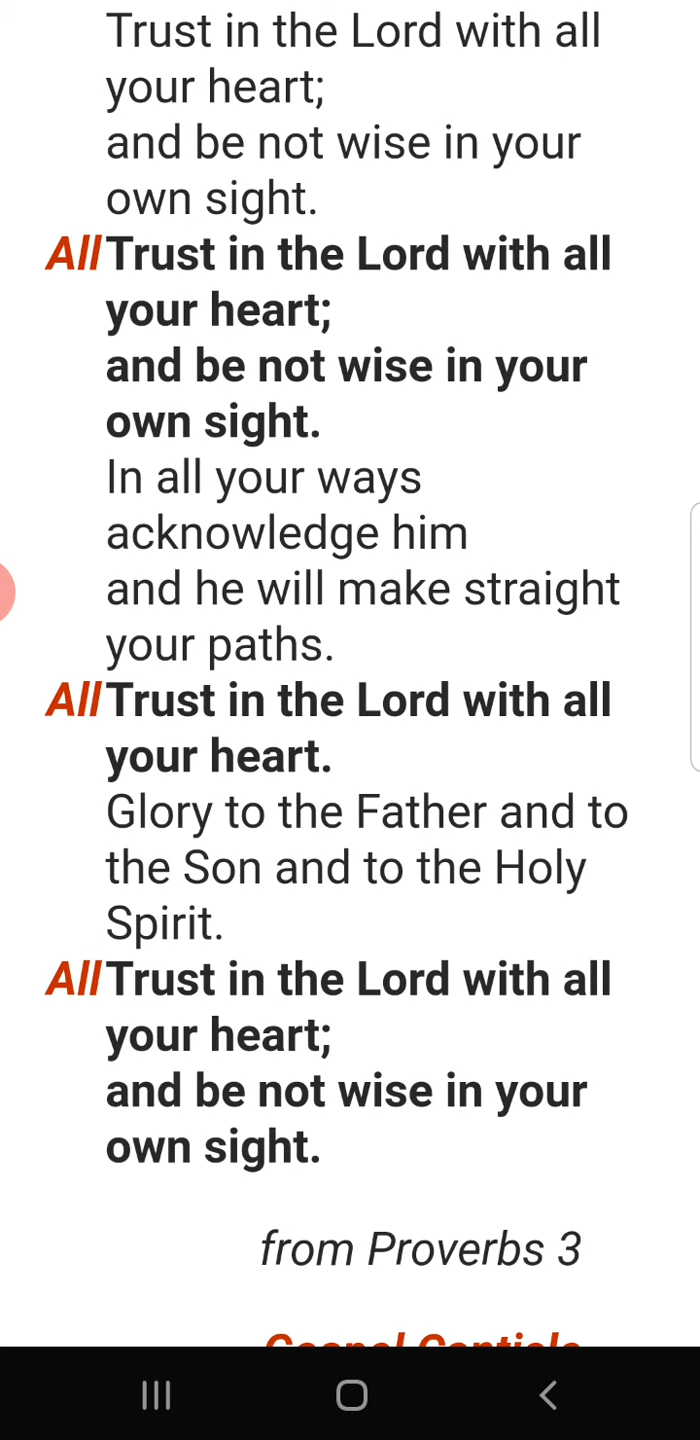 Trust in the Lord with all
your heart;
and be not wise in your
own sight.
All Trust in the Lord with all
your heart;
and be not wise in your
own sight.
In all your ways
acknowledge him
and he will make straight
your paths.
All Trust in the Lord with all
your heart.
Glory to the Father and to
the Son and to the Holy
Spirit.
All Trust in the Lord with all
your heart;
and be not wise in your
own sight.
from Proverbs 3
Gospel Canticle